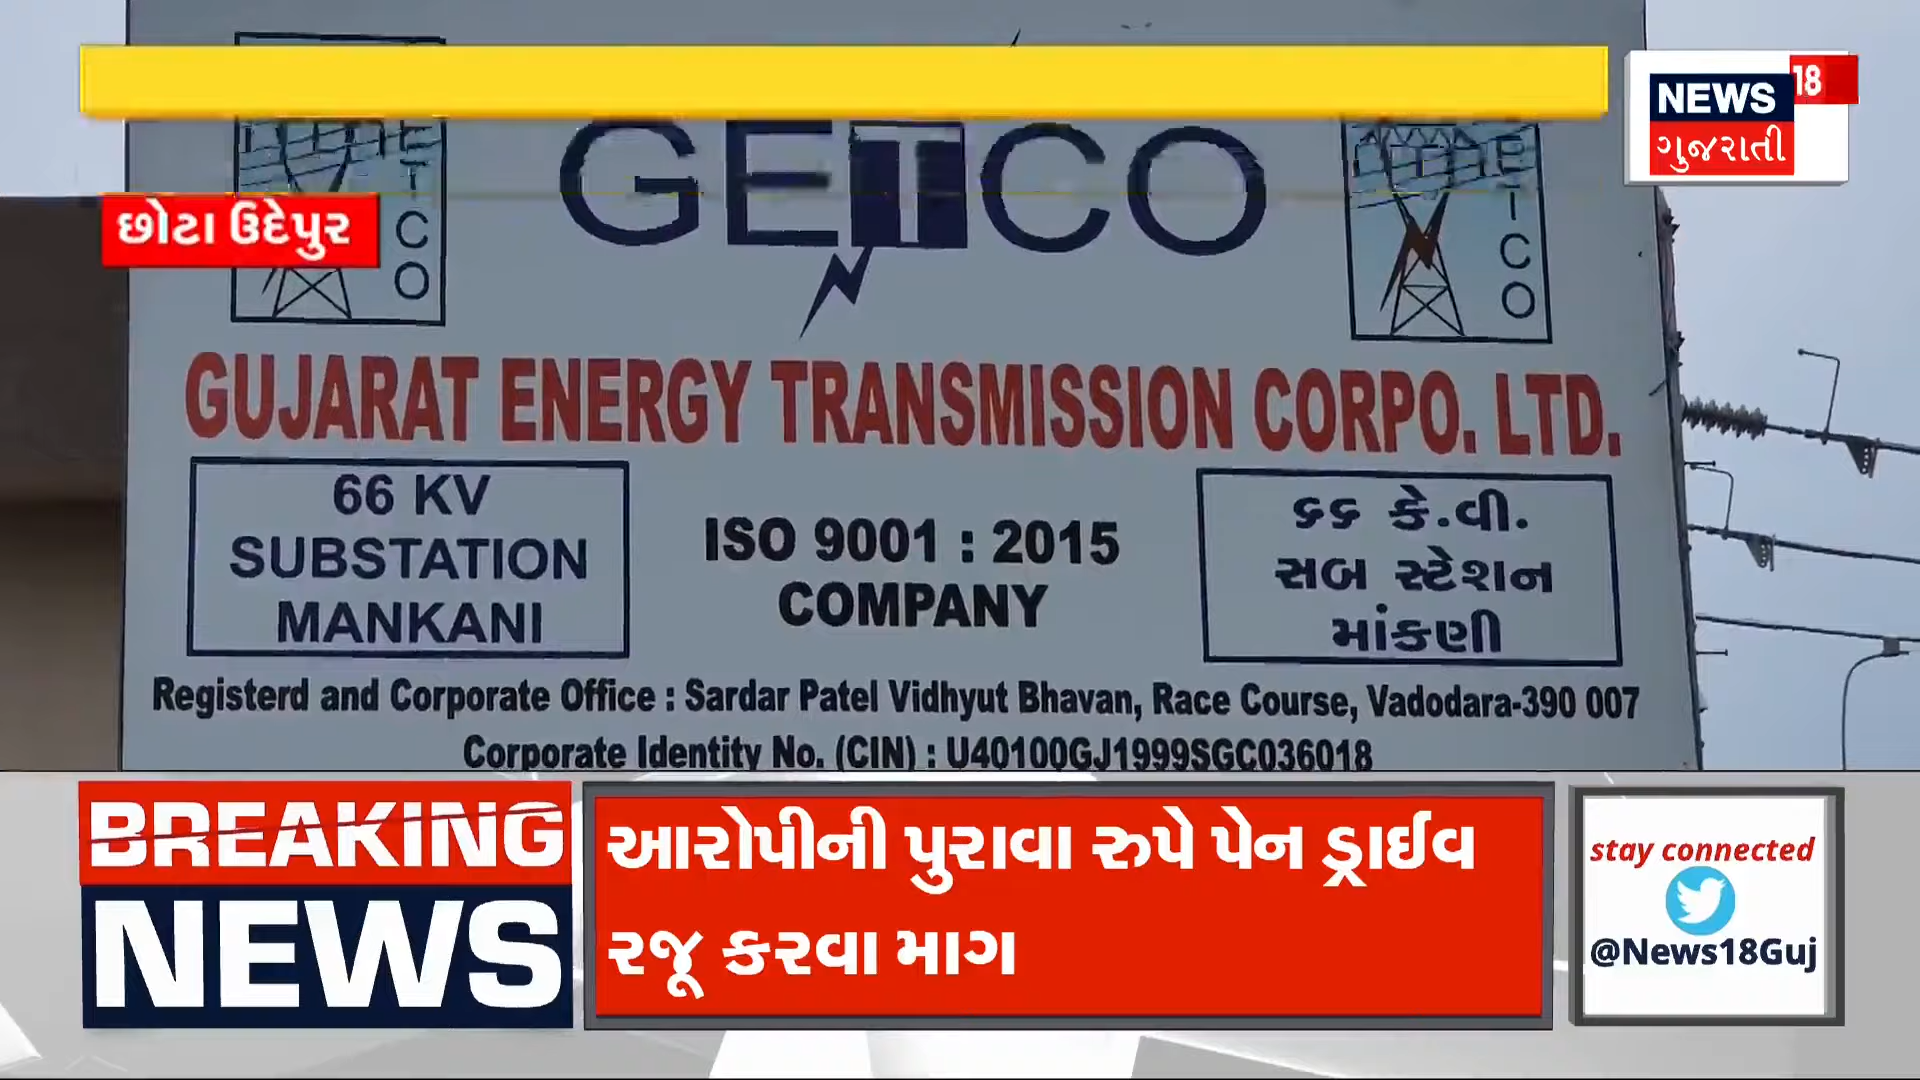 NEWS 18
ગુજરાતી
છોટા ઉદેપુર
GETCO
GETCO
GETCO
GUJARAT ENERGY TRANSMISSION CORPO. LTD.
66 KV
SUBSTATION
MANKANI
ISO 9001 : 2015
COMPANY
૬૬ કે.વી.
સબ સ્ટેશન
માંકણી
Registerd and Corporate Office : Sardar Patel Vidhyut Bhavan, Race Course, Vadodara-390 007
Corporate Identity No. (CIN) : U40100GJ1999SGC036018
BREAKING
NEWS
આરોપીની પુરાવા રુપે પેન ડ્રાઈવ
રજૂ કરવા માગ
stay connected
@News18Guj